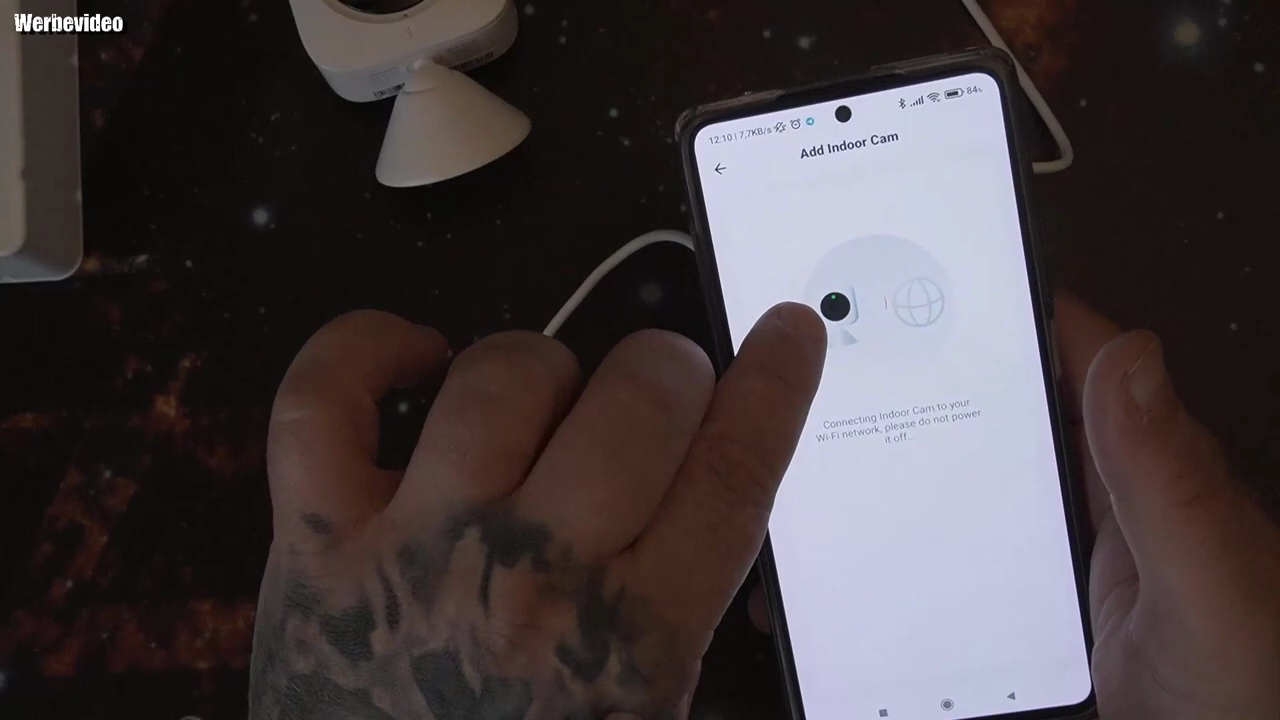 Werbevideo
12:10 | 7,7KB/s
84%
Add Indoor Cam
Connecting Indoor Cam to your
Wi-Fi network, please do not power
it off...